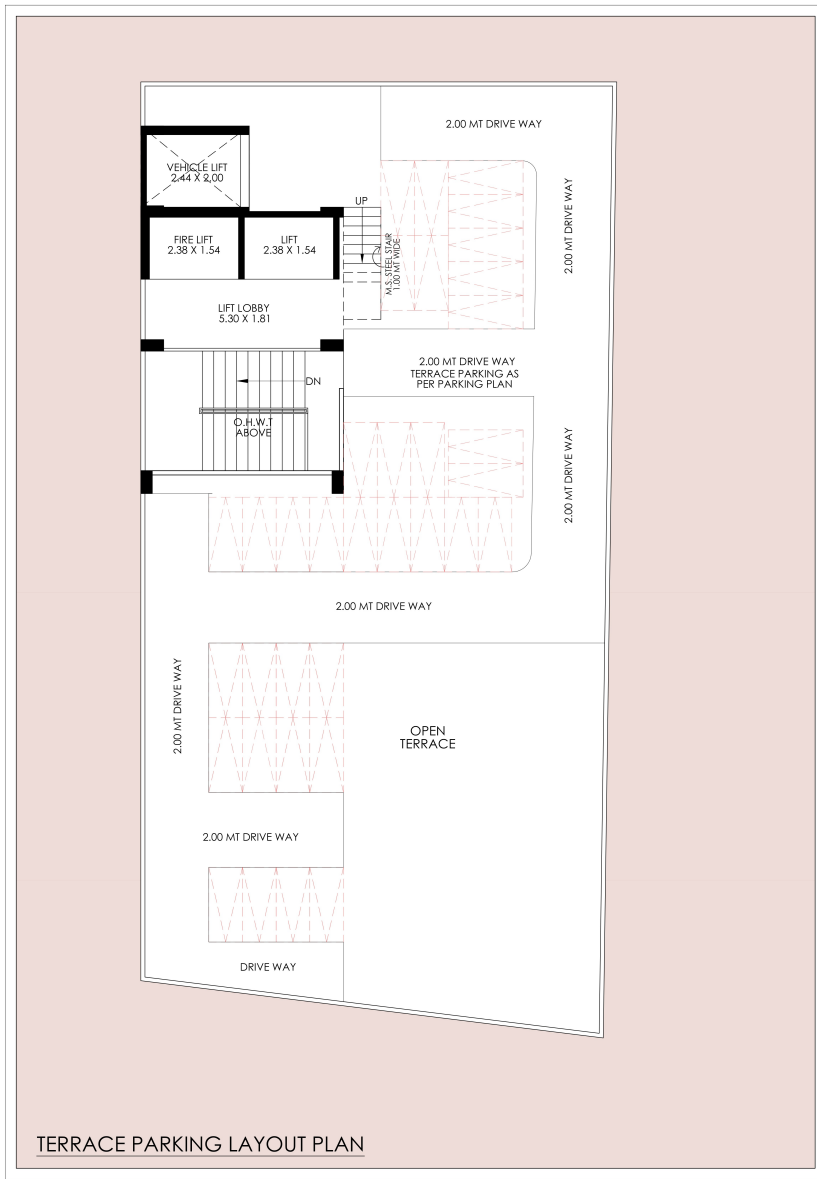 2.00 MT DRIVE WAY
VEHICLE LIFT
2.44 X 2.00
2.00 MT DRIVE WAY
UP
FIRE LIFT
2.38 X 1.54
LIFT
2.38 X 1.54
M.S. STEEL STAIR
1.00 MT WIDE
LIFT LOBBY
5.30 X 1.81
2.00 MT DRIVE WAY
TERRACE PARKING AS
PER PARKING PLAN
DN
O.H.W.T
ABOVE
2.00 MT DRIVE WAY
2.00 MT DRIVE WAY
2.00 MT DRIVE WAY
OPEN
TERRACE
2.00 MT DRIVE WAY
DRIVE WAY
TERRACE PARKING LAYOUT PLAN